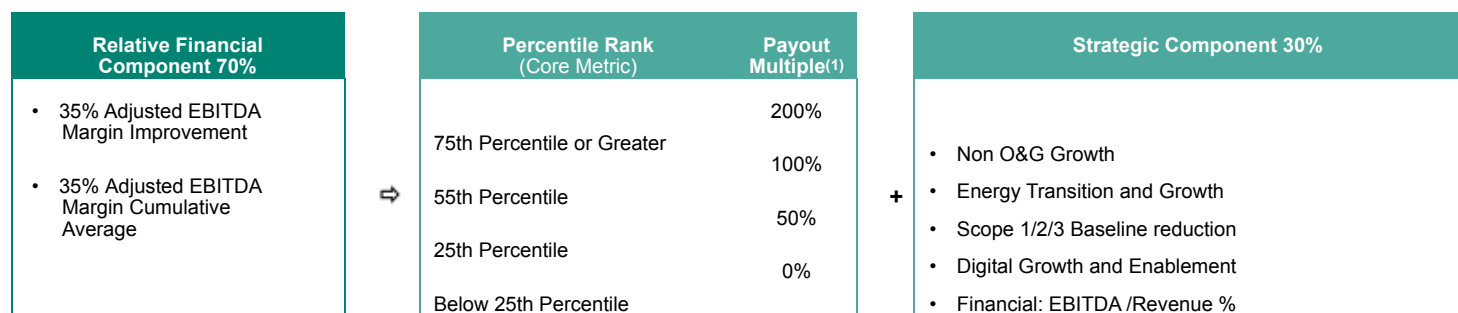 Relative Financial
Component 70%
• 35% Adjusted EBITDA
Margin Improvement
• 35% Adjusted EBITDA
Margin Cumulative
Average
⇨
Percentile Rank
(Core Metric)
Payout
Multiple(1)
200%
75th Percentile or Greater
100%
55th Percentile
50%
25th Percentile
0%
Below 25th Percentile
+
Strategic Component 30%
• Non O&G Growth
• Energy Transition and Growth
• Scope 1/2/3 Baseline reduction
• Digital Growth and Enablement
• Financial: EBITDA /Revenue %